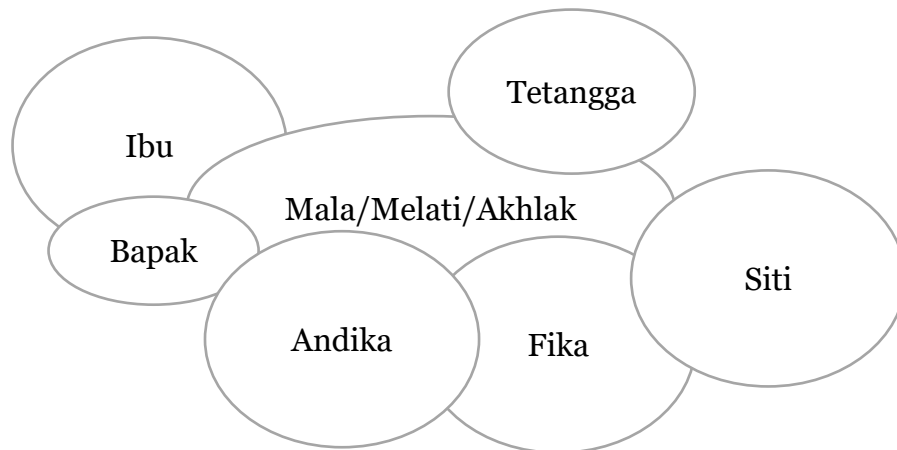 Tetangga
Ibu
Mala/Melati/Akhlak
Bapak
Siti
Andika
Fika